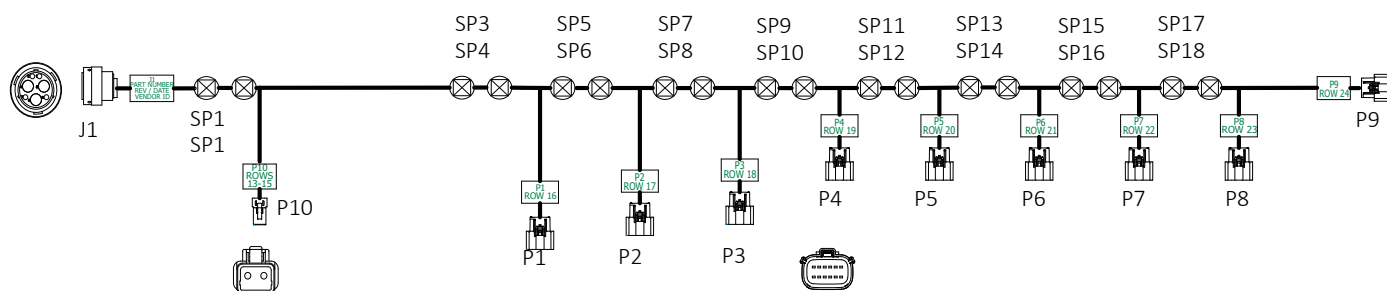 SP3
SP4
SP5
SP6
SP7
SP8
SP9
SP10
SP11
SP12
SP13
SP14
SP15
SP16
SP17
SP18
J1
PART NUMBER
REV / DATE
VENDOR ID
P9
ROW 24
J1
SP1
SP1
P9
P4
ROW 19
P5
ROW 20
P6
ROW 21
P7
ROW 22
P8
ROW 23
P10
ROWS
13-15
P1
ROW 16
P2
ROW 17
P3
ROW 18
P10
P4
P5
P6
P7
P8
P1
P2
P3